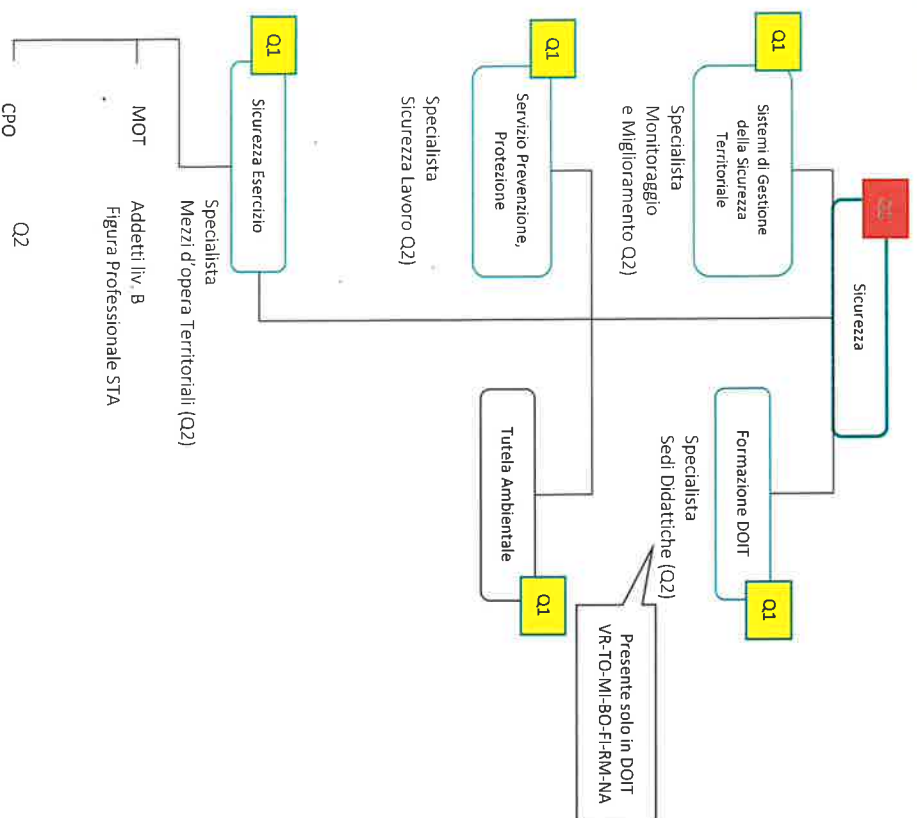 Sicurezza
Q1
Sistemi di Gestione
della Sicurezza
Territoriale
Specialista
Monitoraggio
e Miglioramento Q2)
Formazione DOIT
Q1
Specialista
Sedi Didattiche (Q2)
Presente solo in DOIT
VR-TO-MI-BO-FI-RM-NA
Q1
Servizio Prevenzione,
Protezione
Specialista
Sicurezza Lavoro Q2)
Tutela Ambientale
Q1
Q1
Sicurezza Esercizio
Specialista
Mezzi d'opera Territoriali (Q2)
MOT
Addetti liv. B
Figura Professionale STA
CPO
Q2